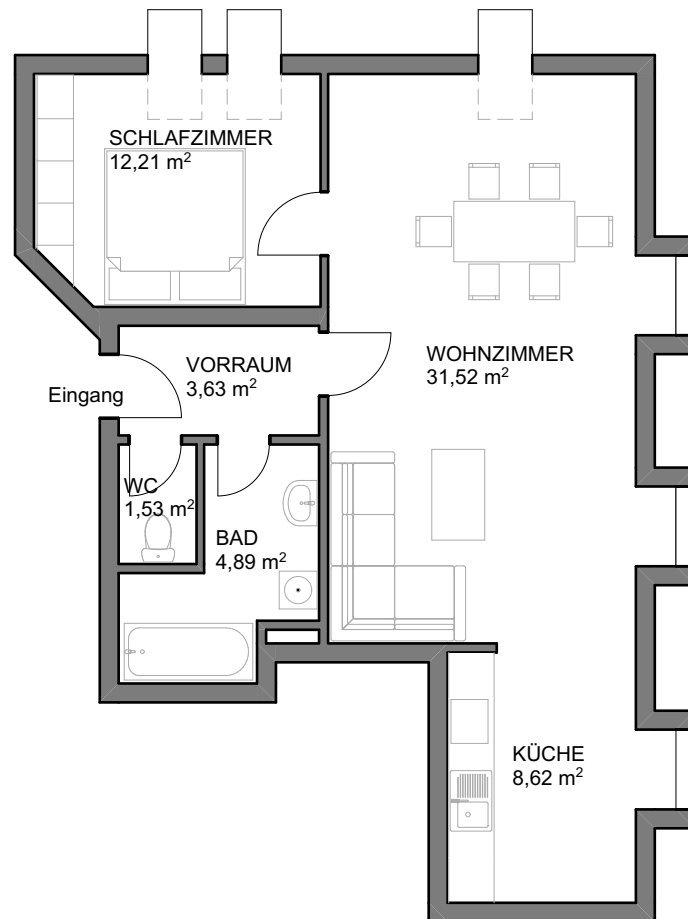 SCHLAFZIMMER
12,21 m²
VORRAUM
3,63 m²
WOHNZIMMER
31,52 m²
Eingang
WC
1,53 m²
BAD
4,89 m²
KÜCHE
8,62 m²